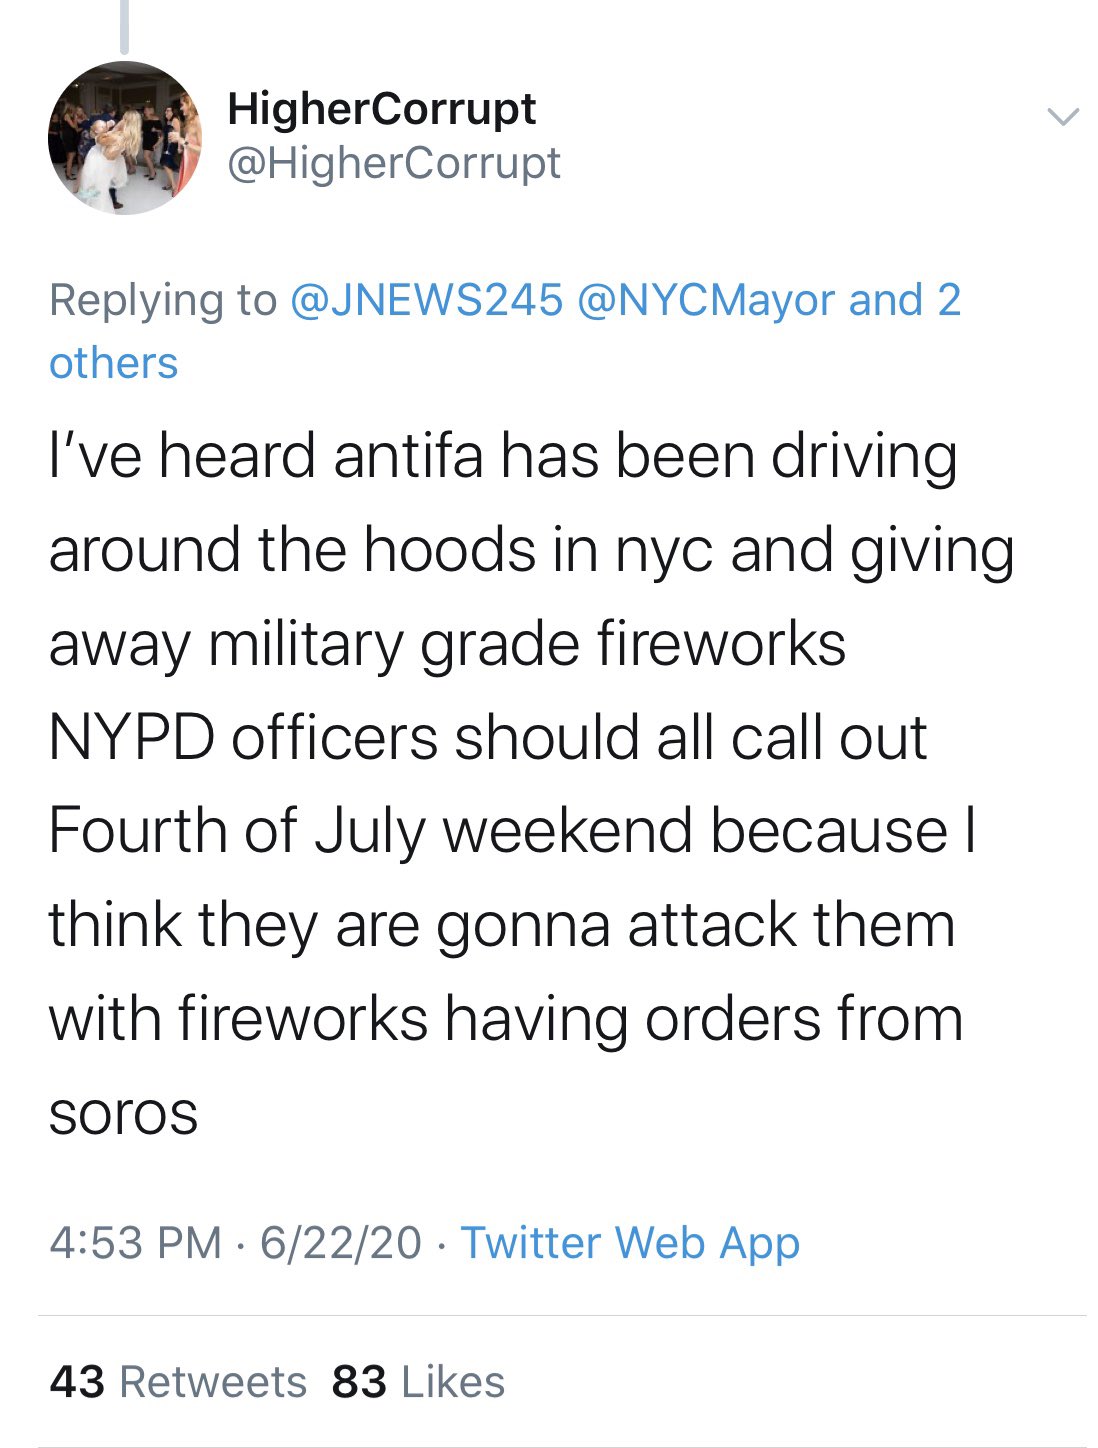 HigherCorrupt
@HigherCorrupt
Replying to @JNEWS245 @NYCMayor and 2
others
I've heard antifa has been driving
around the hoods in nyc and giving
away military grade fireworks
NYPD officers should all call out
Fourth of July weekend because I
think they are gonna attack them
with fireworks having orders from
soros
4:53 PM · 6/22/20 · Twitter Web App
43 Retweets 83 Likes